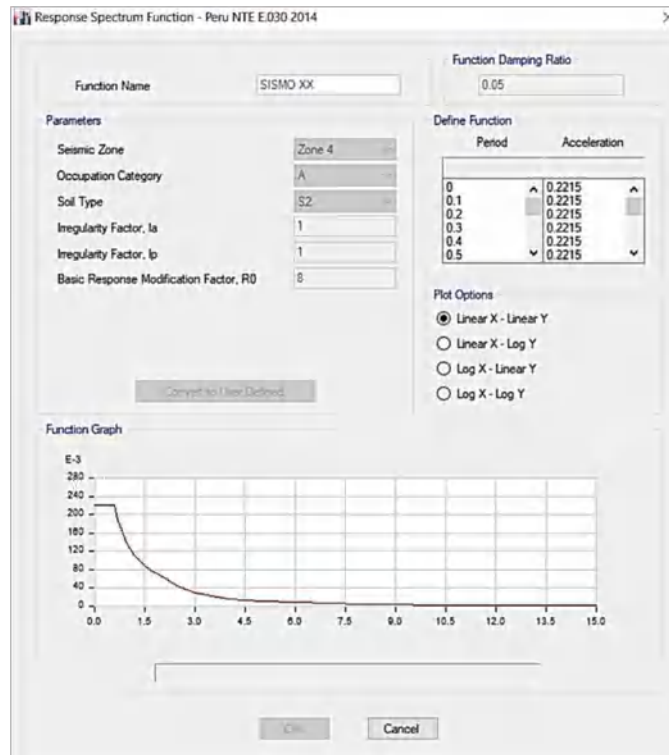 Response Spectrum Function - Peru NTE E.030 2014
Function Name
SISMO XX
Function Damping Ratio
0.05
Parameters
Seismic Zone
Zone 4
Occupation Category
A
Soil Type
S2
Irregularity Factor, Ia
1
Irregularity Factor, Ip
1
Basic Response Modification Factor, R0
8
Convert to User Defined
Define Function
Period Acceleration
0 0.2215
0.1 0.2215
0.2 0.2215
0.3 0.2215
0.4 0.2215
0.5 0.2215
Plot Options
Linear X - Linear Y
Linear X - Log Y
Log X - Linear Y
Log X - Log Y
Function Graph
E-3
280
240
200
160
120
80
40
0
0.0 1.5 3.0 4.5 6.0 7.5 9.0 10.5 12.0 13.5 15.0
Cancel